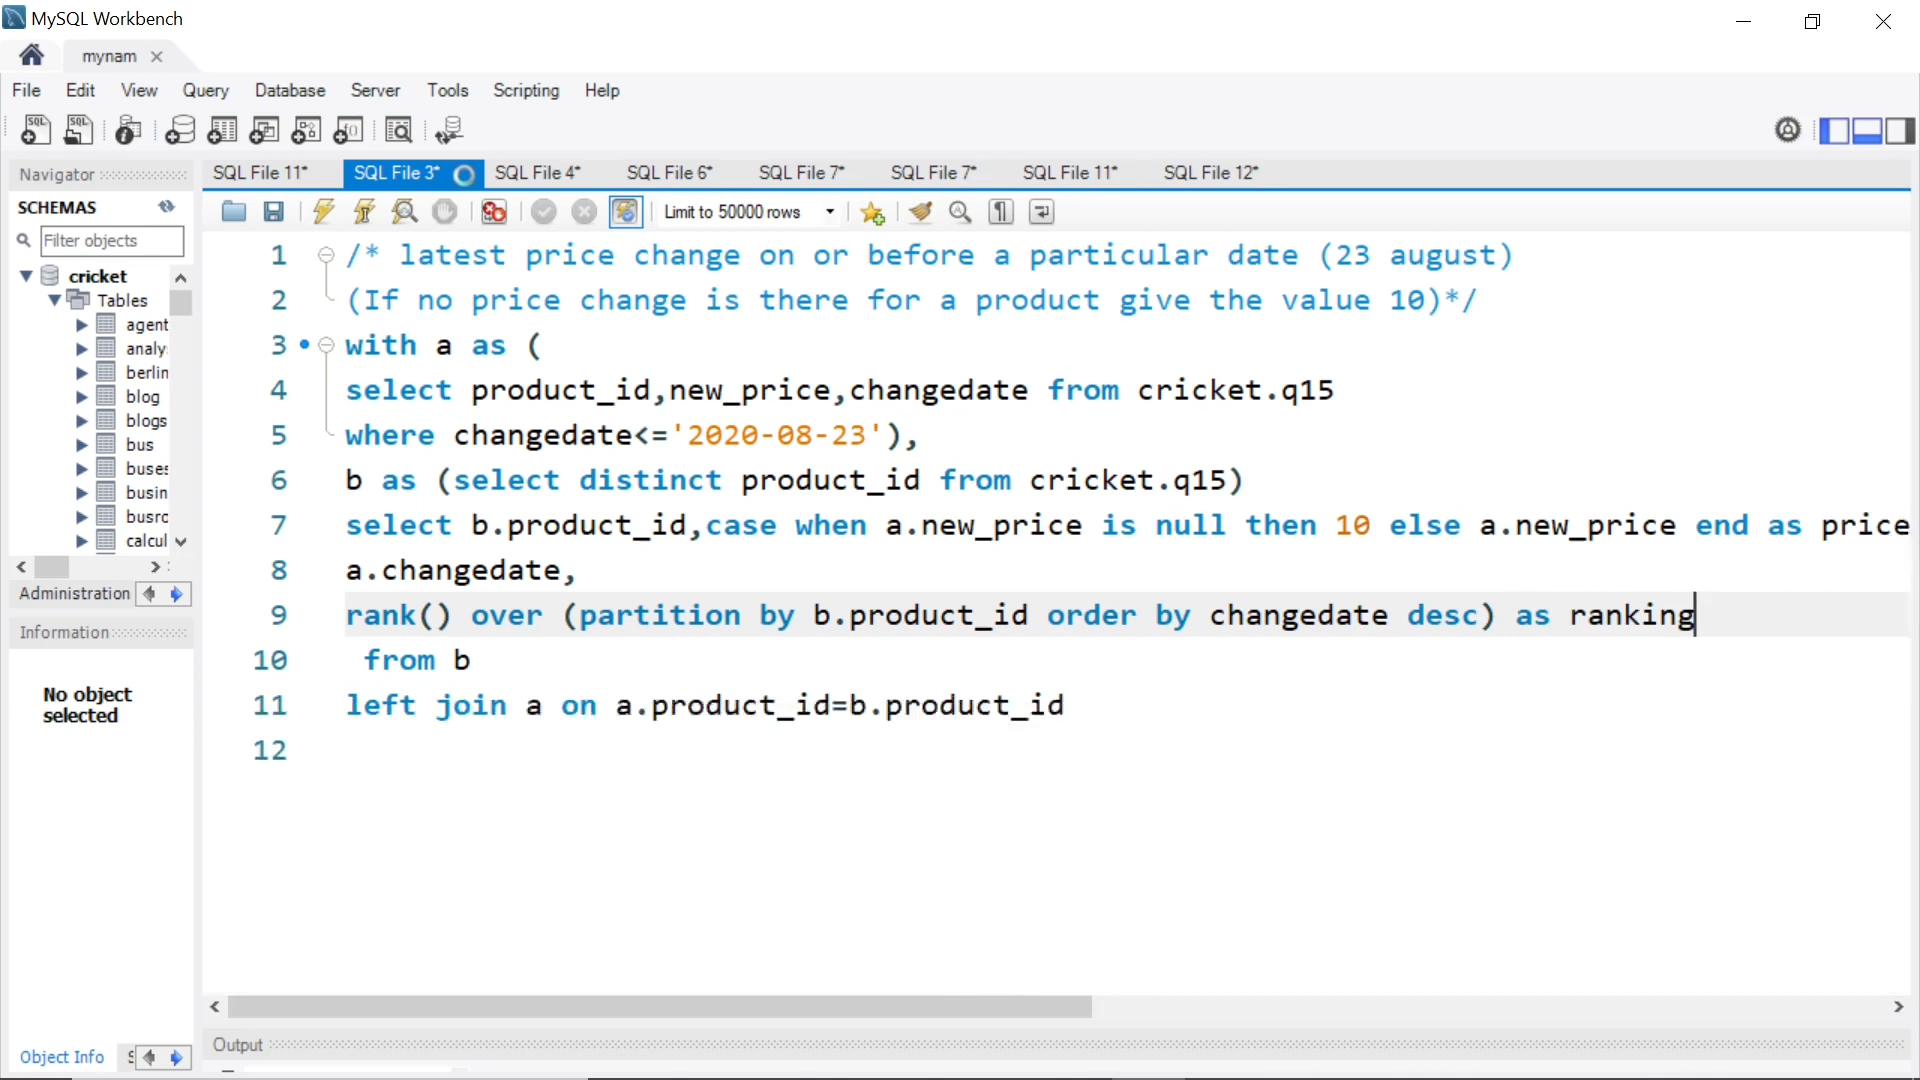 MySQL Workbench
mynam
File Edit View Query Database Server Tools Scripting Help
Navigator
SQL File 11* SQL File 3* SQL File 4* SQL File 6* SQL File 7* SQL File 7* SQL File 11* SQL File 12*
SCHEMAS
Limit to 50000 rows
Filter objects
cricket
Tables
agent
analy
berlin
blog
blogs
bus
buses
busin
busro
calcul
Administration
Information
No object
selected
Object Info S
1 /* latest price change on or before a particular date (23 august)
2 (If no price change is there for a product give the value 10)*/
3 with a as (
4 select product_id,new_price,changedate from cricket.q15
5 where changedate<='2020-08-23'),
6 b as (select distinct product_id from cricket.q15)
7 select b.product_id,case when a.new_price is null then 10 else a.new_price end as price
8 a.changedate,
9 rank() over (partition by b.product_id order by changedate desc) as ranking
10 from b
11 left join a on a.product_id=b.product_id
12
Output